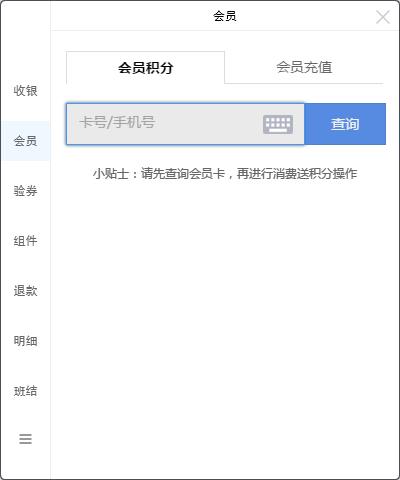 会员
收银
会员
验券
组件
退款
明细
班结
会员积分
会员充值
卡号/手机号
查询
小贴士：请先查询会员卡，再进行消费送积分操作